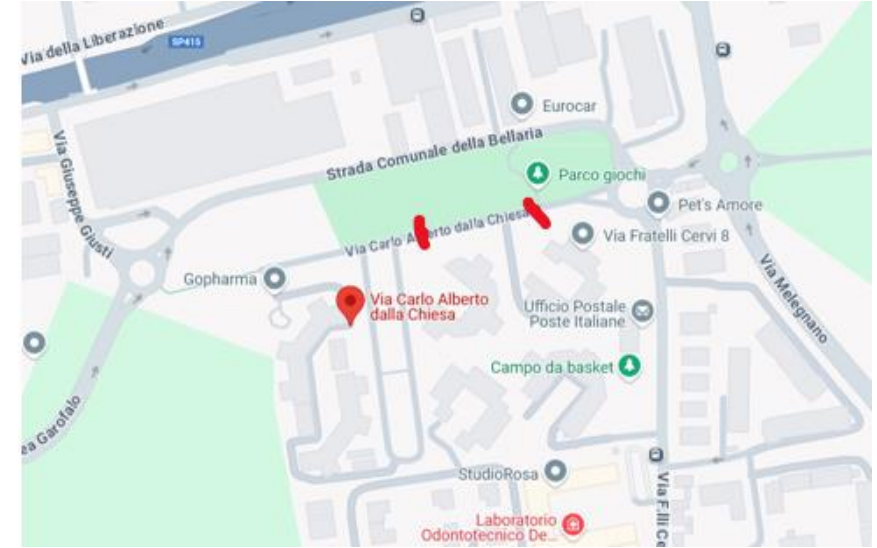 Via della Liberazione
SP415
Eurocar
Via Giuseppe Giusti
Strada Comunale della Bellaria
Parco giochi
Pet's Amore
Via Carlo Alberto dalla Chiesa
Via Fratelli Cervi 8
Gopharma
Via Carlo Alberto
dalla Chiesa
Via Melegnano
Ufficio Postale
Poste Italiane
Campo da basket
ea Garofalo
StudioRosa
Via F.lli Ce
Laboratorio
Odontotecnico De...